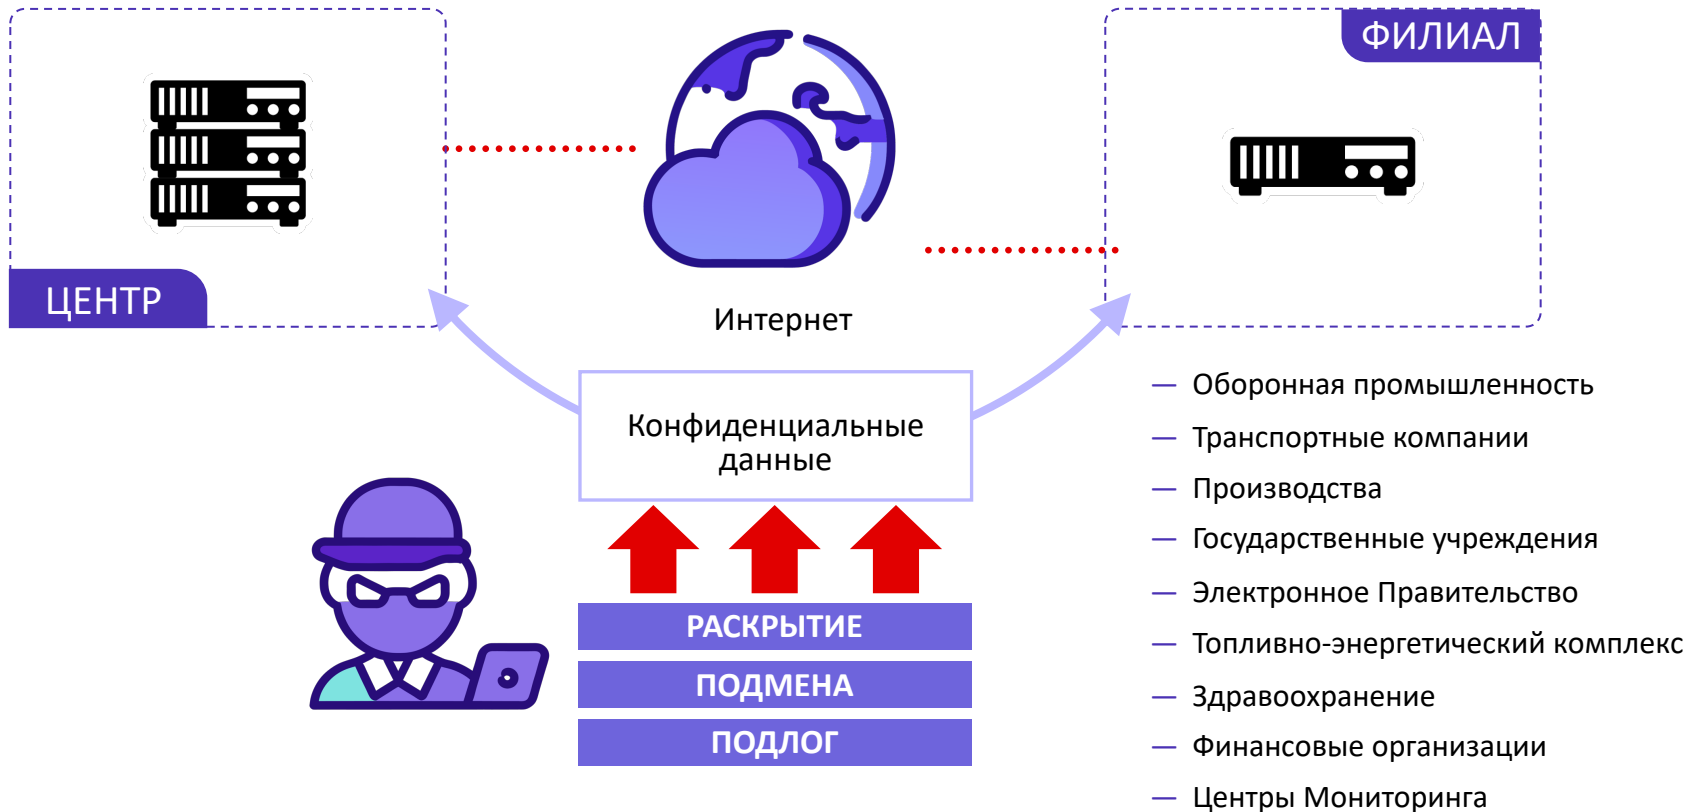 ФИЛИАЛ
ЦЕНТР
Интернет
Конфиденциальные
данные
РАСКРЫТИЕ
ПОДМЕНА
ПОДЛОГ
— Оборонная промышленность
— Транспортные компании
— Производства
— Государственные учреждения
— Электронное Правительство
— Топливно-энергетический комплекс
— Здравоохранение
— Финансовые организации
— Центры Мониторинга